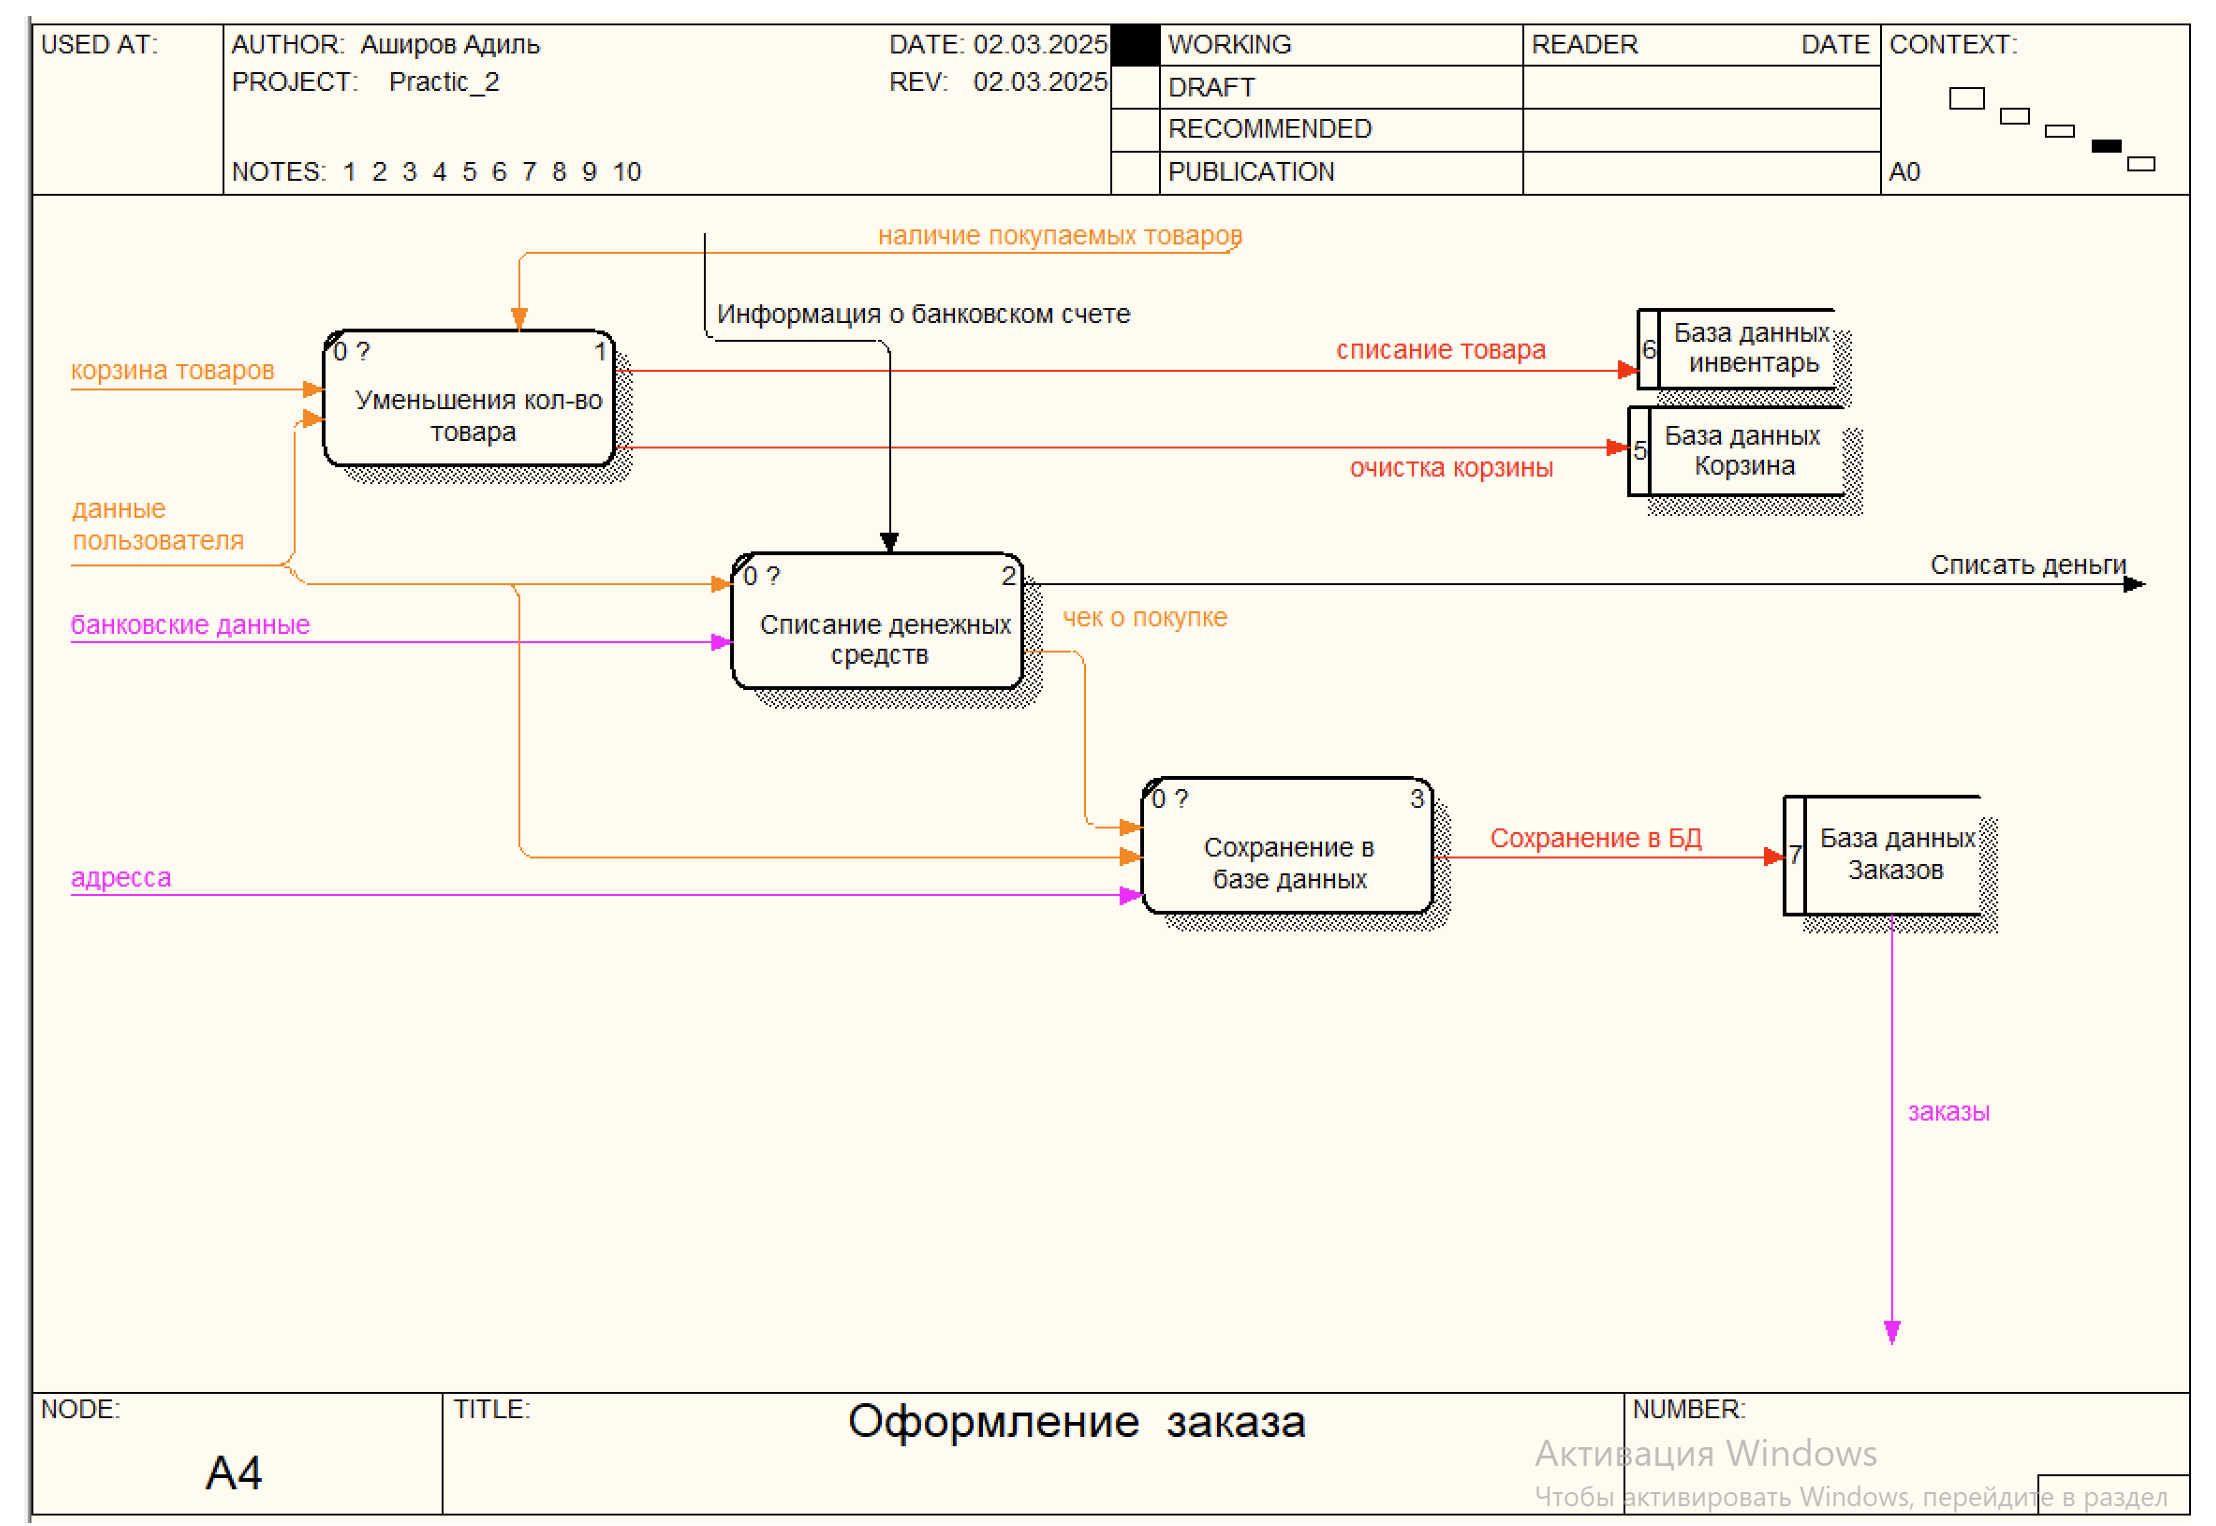 USED AT:
AUTHOR: Аширов Адиль
DATE: 02.03.2025
PROJECT: Practic_2
REV: 02.03.2025
NOTES: 1 2 3 4 5 6 7 8 9 10
WORKING
DRAFT
RECOMMENDED
PUBLICATION
READER DATE
CONTEXT:
A0
наличие покупаемых товаров
Информация о банковском счете
корзина товаров
0 ? 1
Уменьшения кол-во
товара
списание товара
6
База данных
инвентарь
очистка корзины
5
База данных
Корзина
данные
пользователя
0 ? 2
Списание денежных
средств
Списать деньги
банковские данные
чек о покупке
0 ? 3
Сохранение в
базе данных
Сохранение в БД
7
База данных
Заказов
адресса
заказы
NODE:
A4
TITLE:
Оформление заказа
NUMBER:
Активация Windows
Чтобы активировать Windows, перейдите в раздел